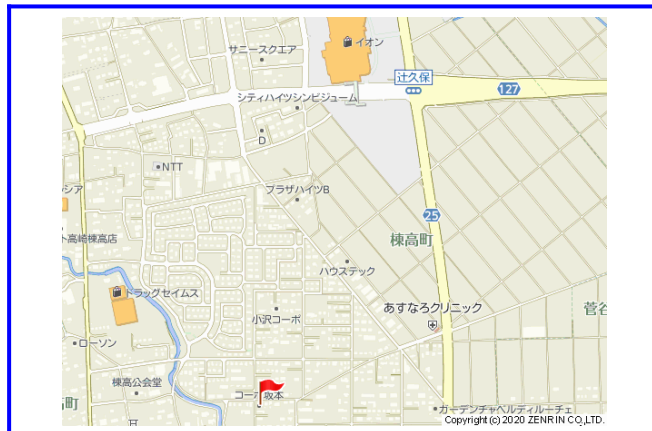 イオン
サニースクエア
辻久保
127
シティハイツシンビジューム
D
NTT
プラザハイツB
シア
25
棟高町
ト高崎棟高店
ハウステック
ドラッグセイムス
あすなろクリニック
菅谷
小沢コーポ
ローソン
棟高公会堂
コーポ坂本
町
ガーデンチャペルディルーチェ
Copyright (c) 2020 ZENRIN CO.,LTD.